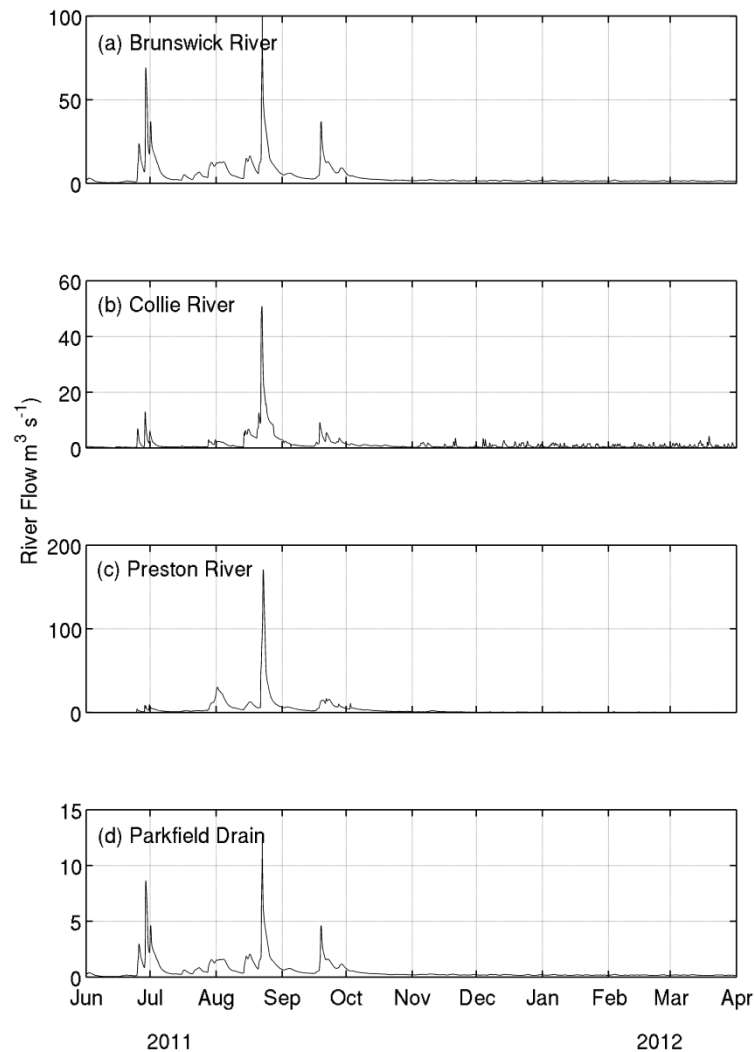 100
(a) Brunswick River
50
0
60
(b) Collie River
40
20
0
River Flow m³ s⁻¹
200
(c) Preston River
100
0
15
(d) Parkfield Drain
10
5
0
Jun Jul Aug Sep Oct Nov Dec Jan Feb Mar Apr
2011 2012